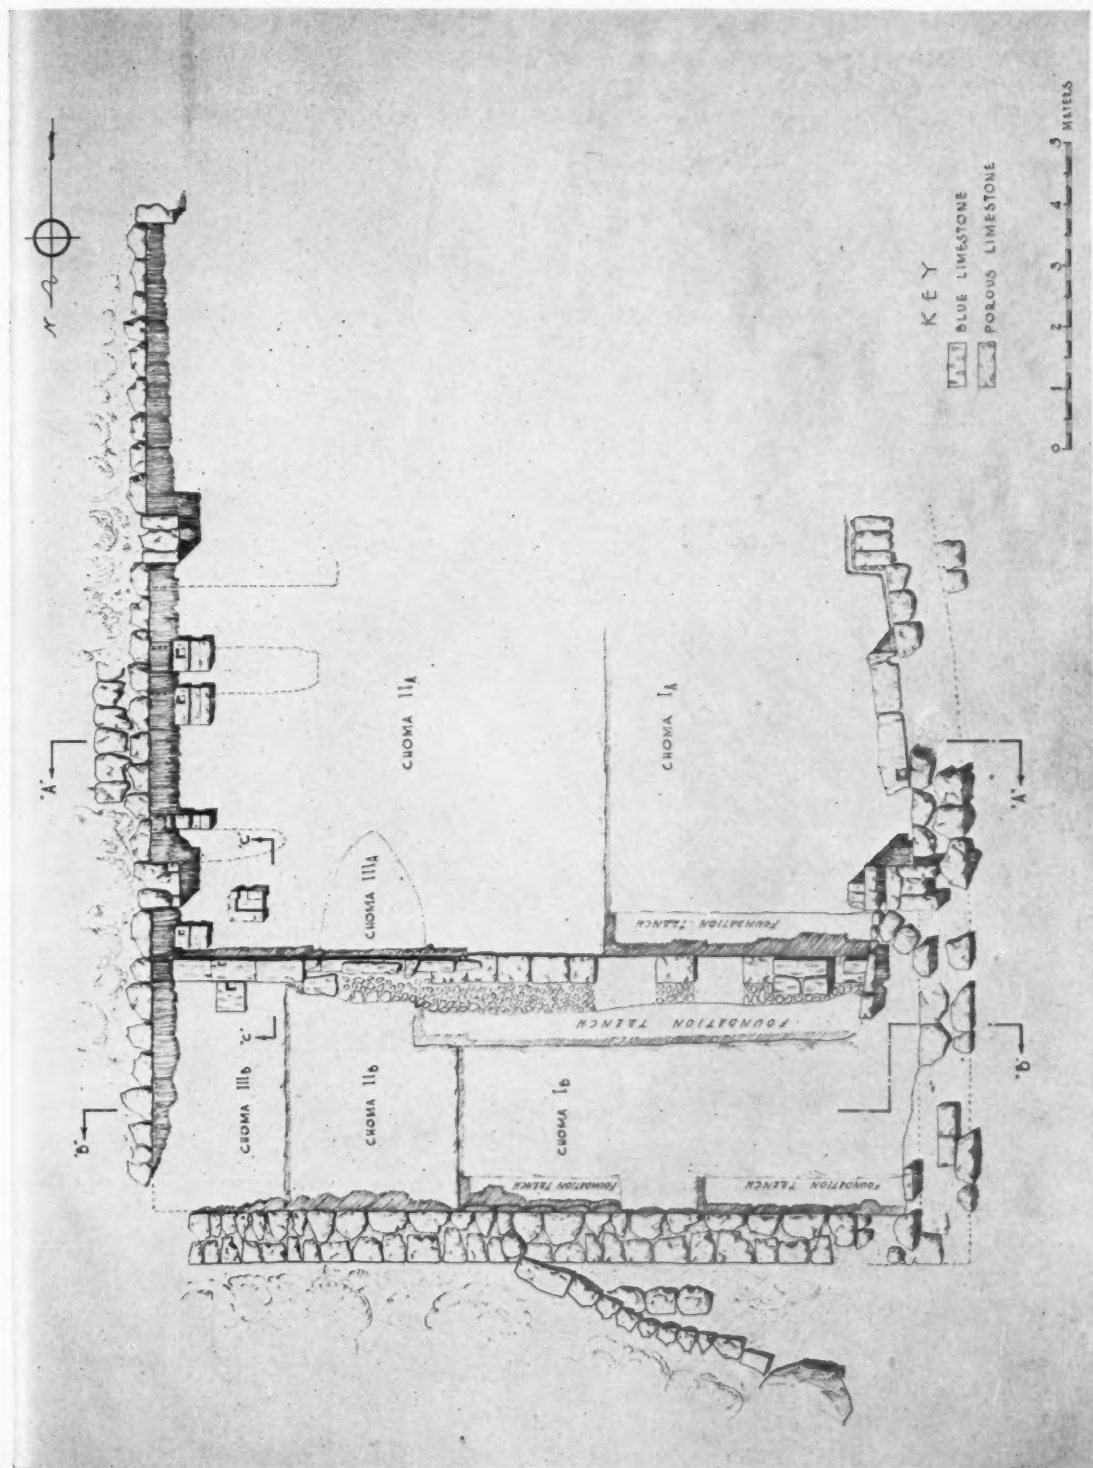 N
"A"
"B"
CHOMA IIIB
"C"
"C"
CHOMA IIB
CHOMA IIIA
CHOMA IIA
CHOMA IB
CHOMA IA
FOUNDATION TRENCH
FOUNDATION TRENCH
FOUNDATION TRENCH
FOUNDATION TRENCH
"B"
"A"
KEY
BLUE LIMESTONE
POROUS LIMESTONE
0 1 2 3 4 5 METERS